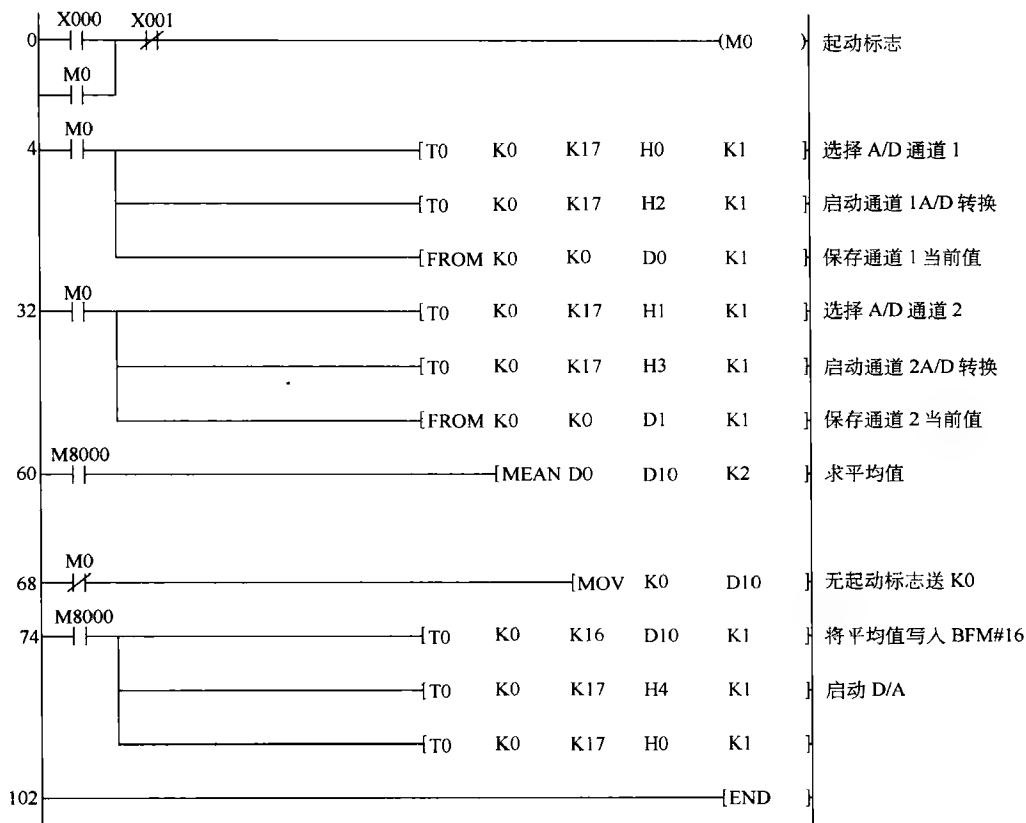 X000 X001
0 (M0 ) 起动标志
M0
M0
4 [T0 K0 K17 H0 K1 ] 选择 A/D 通道 1
[T0 K0 K17 H2 K1 ] 启动通道 1A/D 转换
[FROM K0 K0 D0 K1 ] 保存通道 1 当前值
M0
32 [T0 K0 K17 H1 K1 ] 选择 A/D 通道 2
[T0 K0 K17 H3 K1 ] 启动通道 2A/D 转换
[FROM K0 K0 D1 K1 ] 保存通道 2 当前值
M8000
60 [MEAN D0 D10 K2 ] 求平均值
M0
68 [MOV K0 D10 ] 无起动标志送 K0
M8000
74 [T0 K0 K16 D10 K1 ] 将平均值写入 BFM#16
[T0 K0 K17 H4 K1 ] 启动 D/A
[T0 K0 K17 H0 K1 ]
102 [END ]